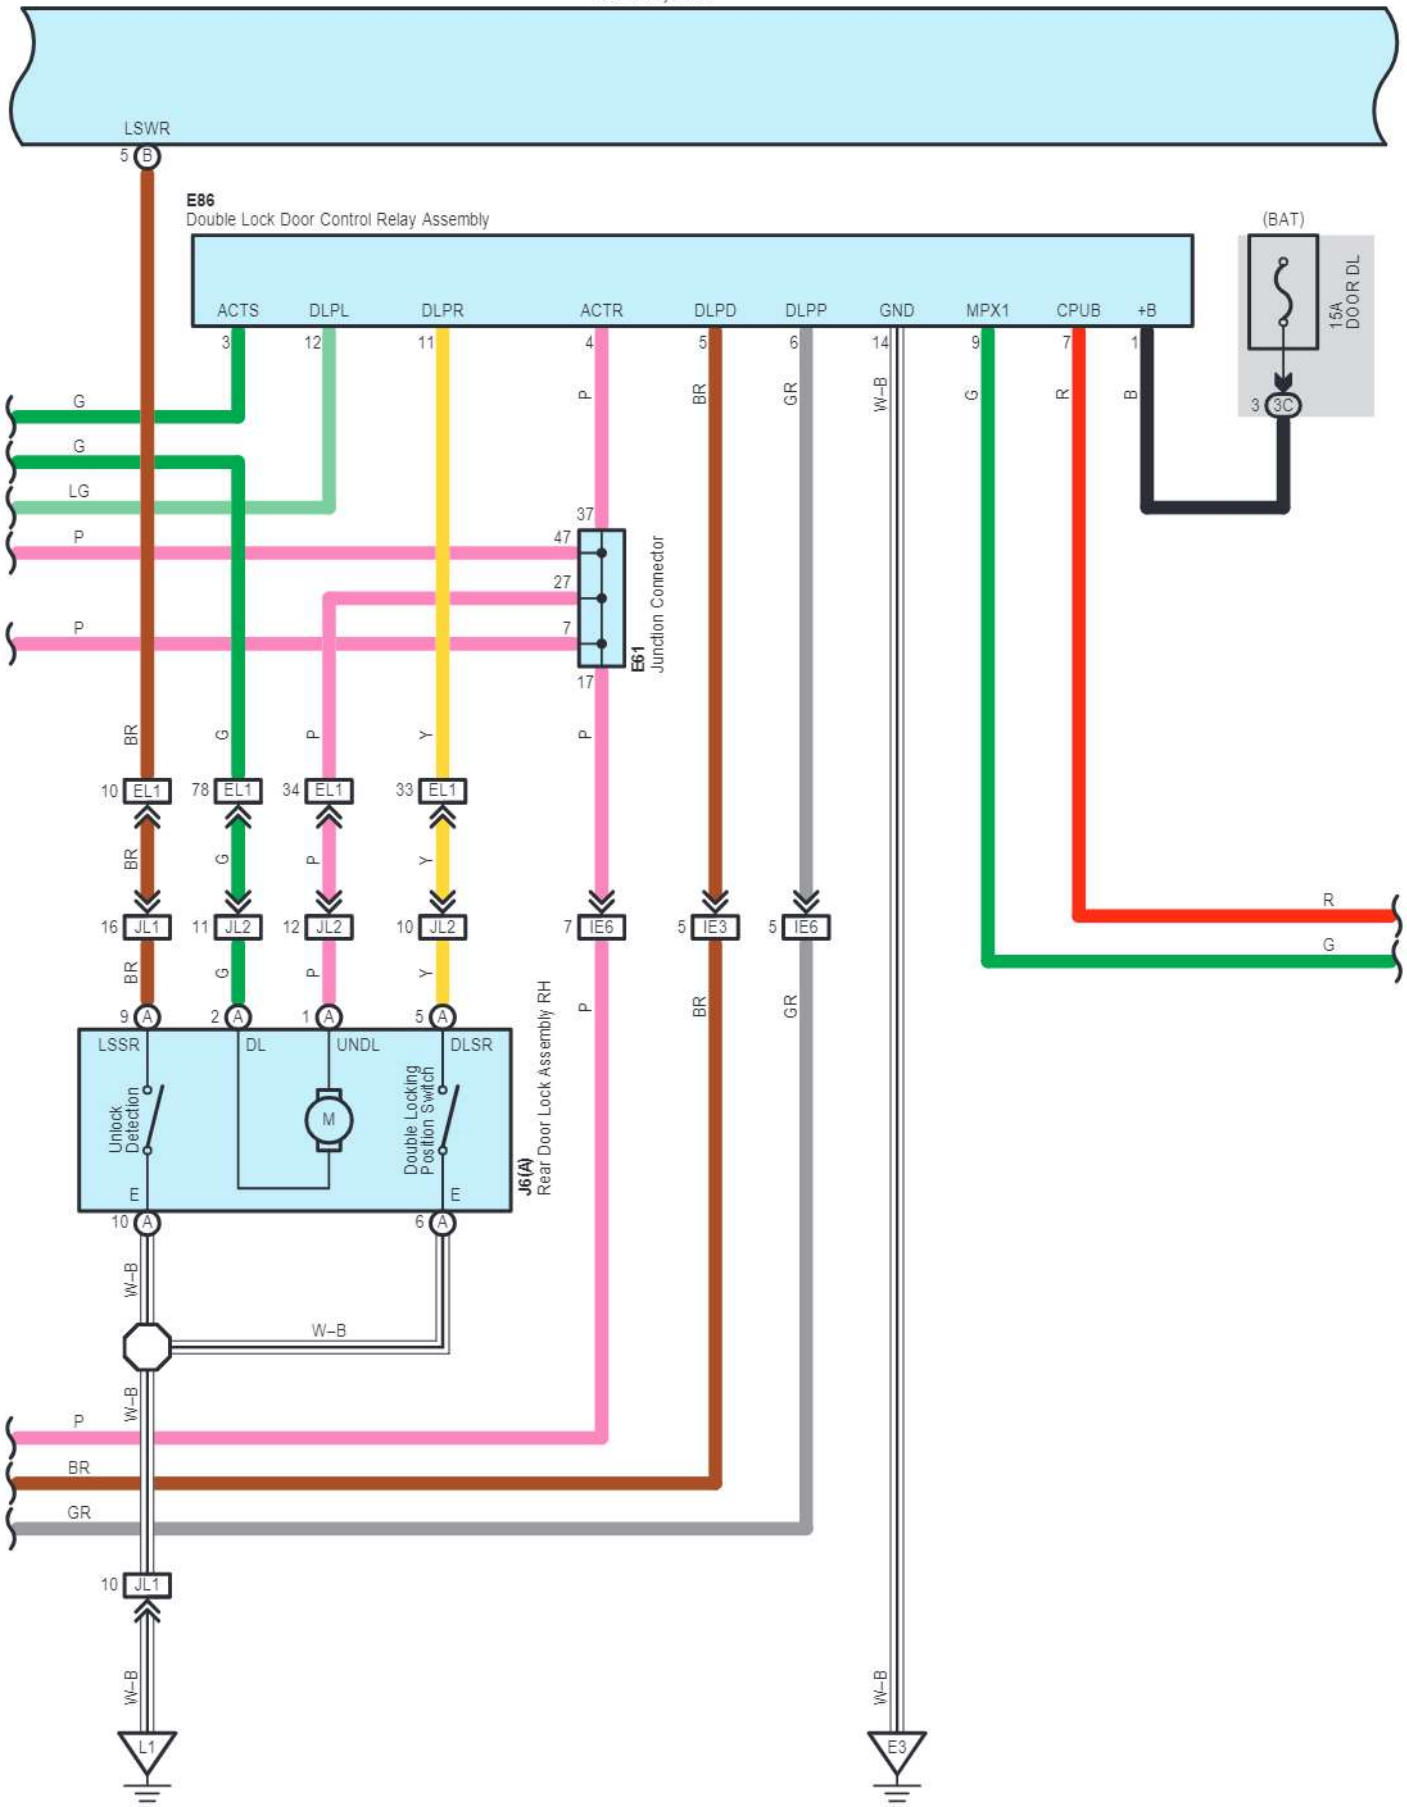 LSWR
5 B
E86
Double Lock Door Control Relay Assembly
(BAT)
15A
DOOR DL
ACTS DLPL DLPR ACTR DLPD DLPP GND MPX1 CPUB +B
3 12 11 4 5 6 14 9 7 1
P BR GR W–B G R B
3 3C
G
G
LG
P
P
37
47
27
7
17
E61
Junction Connector
BR G P Y P
10 EL1 78 EL1 34 EL1 33 EL1
BR G P Y
16 JL1 11 JL2 12 JL2 10 JL2 7 IE6 5 IE3 5 IE6
R
G
BR G P Y P BR GR
9 A 2 A 1 A 5 A
LSSR DL UNDL DLSR
Unlock
Detection
M
Double Locking
Position Switch
E E
J6(A)
Rear Door Lock Assembly RH
10 A 6 A
W–B
W–B
W–B
P
BR
GR
10 JL1
W–B W–B
L1 E3